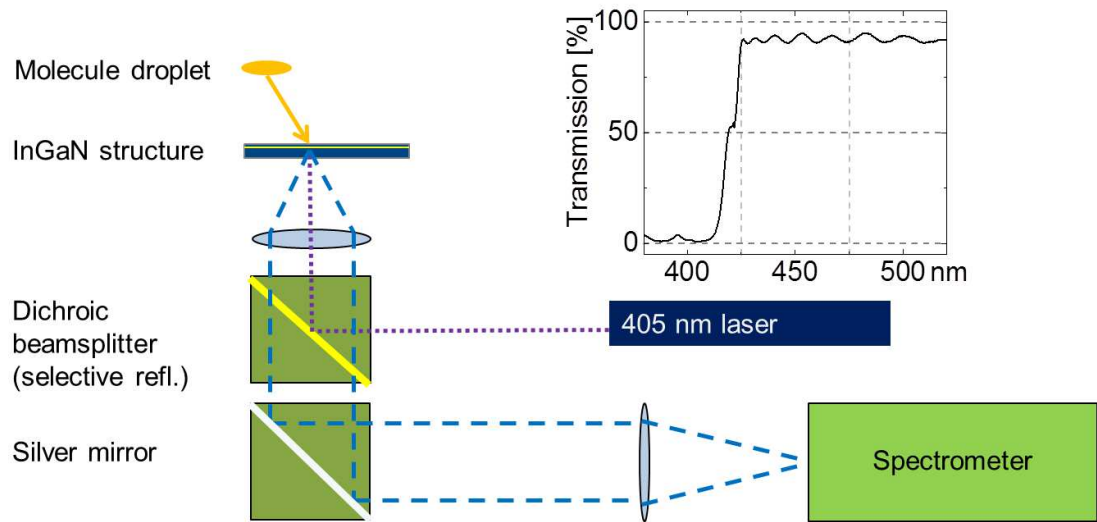 Molecule droplet
InGaN structure
Dichroic
beamsplitter
(selective refl.)
Silver mirror
Transmission [%]
100
50
0
400
450
500 nm
405 nm laser
Spectrometer